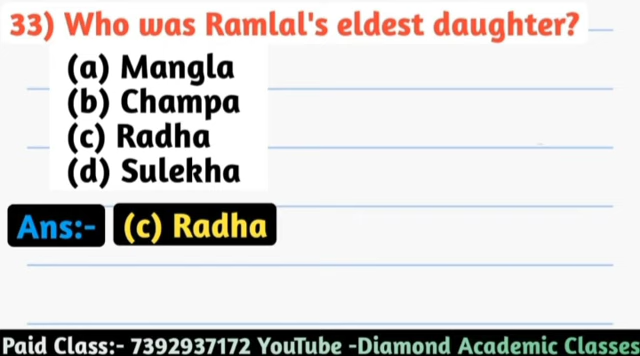 33) Who was Ramlal's eldest daughter?
(a) Mangla
(b) Champa
(c) Radha
(d) Sulekha
Ans:- (c) Radha
Paid Class:- 7392937172 YouTube -Diamond Academic Classes